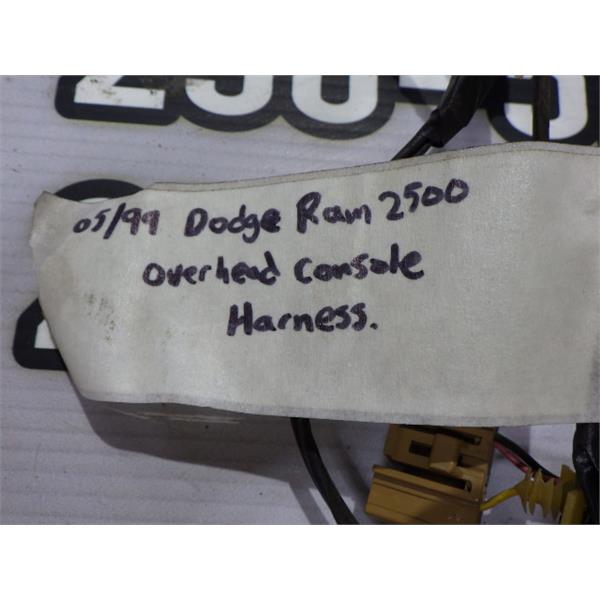 05/99 Dodge Ram 2500
overhead Console
Harness.